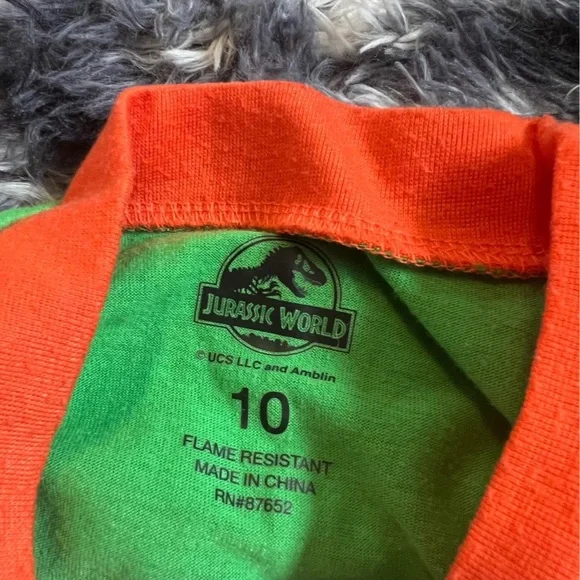 JURASSIC WORLD
© UCS LLC and Amblin
10
FLAME RESISTANT
MADE IN CHINA
RN#87652